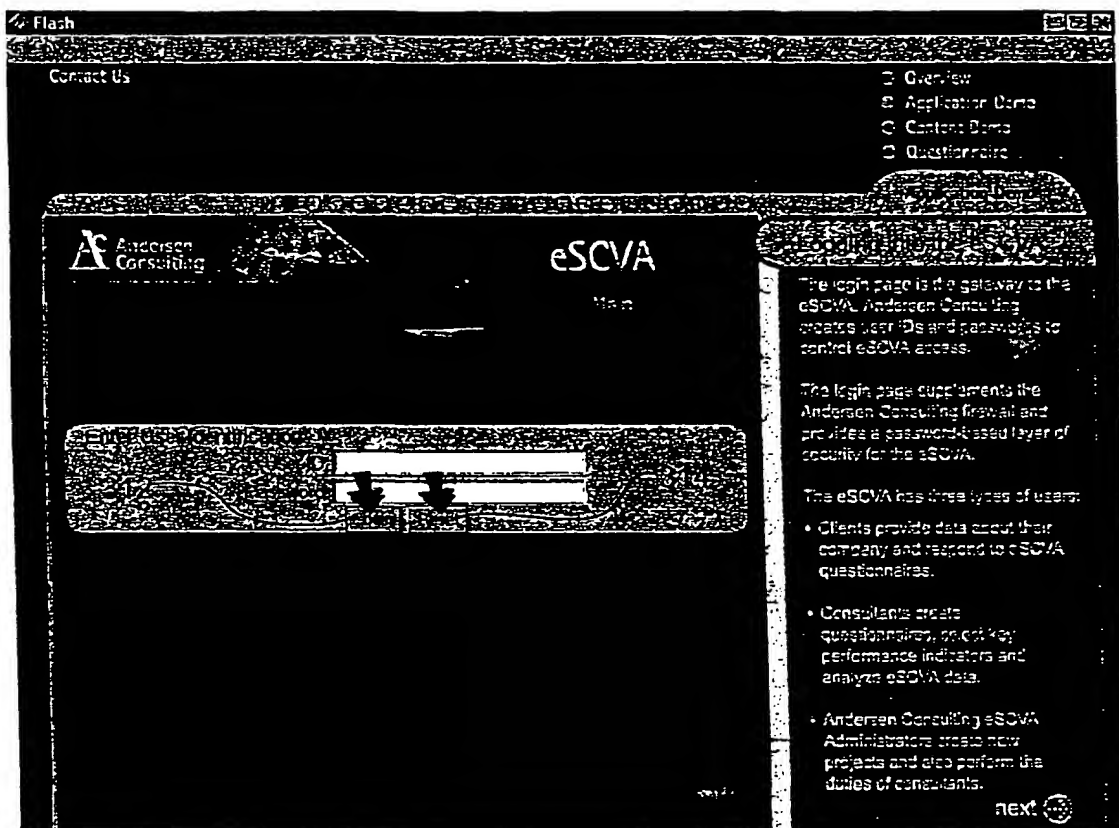 Flash
Contact Us
Overview
Application Demo
Content Demo
Questionnaire
Andersen
Consulting
eSCVA
The login page is the gateway to the
eSCVA. Andersen Consulting
creates user IDs and passwords to
control eSCVA access.
The login page supplements the
Andersen Consulting firewall and
provides a password-based layer of
security for the eSCVA.
The eSCVA has three types of users:
• Clients provide data about their
company and respond to eSCVA
questionnaires.
• Consultants create
questionnaires, select key
performance indicators and
analyze eSCVA data.
• Andersen Consulting eSCVA
Administrators create new
projects and also perform the
duties of consultants.
next